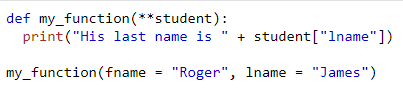 def my_function(**student):
  print("His last name is " + student["lname"])

my_function(fname = "Roger", lname = "James")